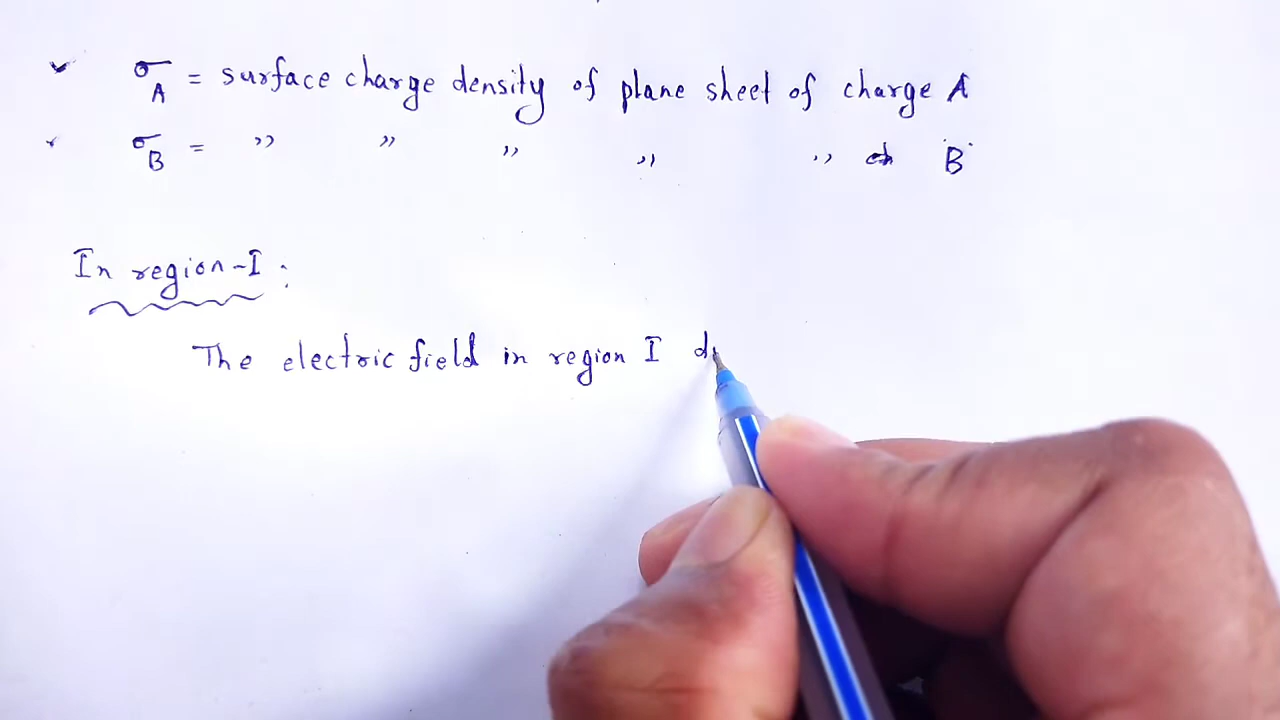 σA = surface charge density of plane sheet of charge A
σB = ,, ,, ,, ,, ,, B
In region-I :
The electric field in region I